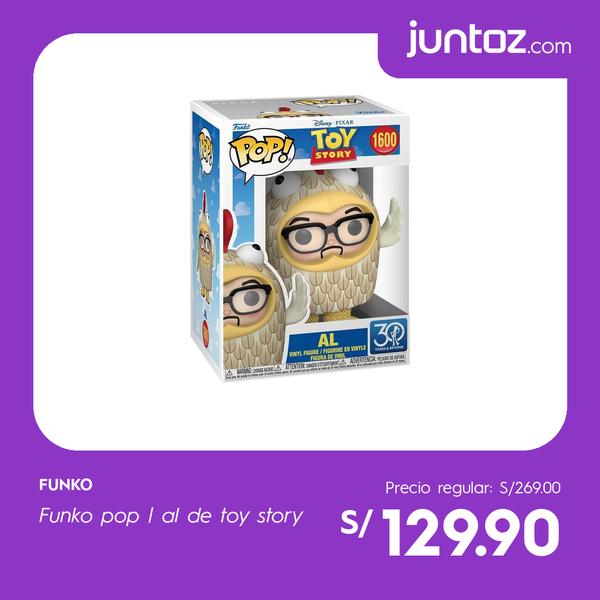 juntoz.com
PIXAR
Funko
POP!
Disney · PIXAR
TOY
STORY
1600
AL
VINYL FIGURE / FIGURINE EN VINYLE
FIGURA DE VINIL
30
FUNKO
Funko pop | al de toy story
Precio regular: S/269.00
S/129.90